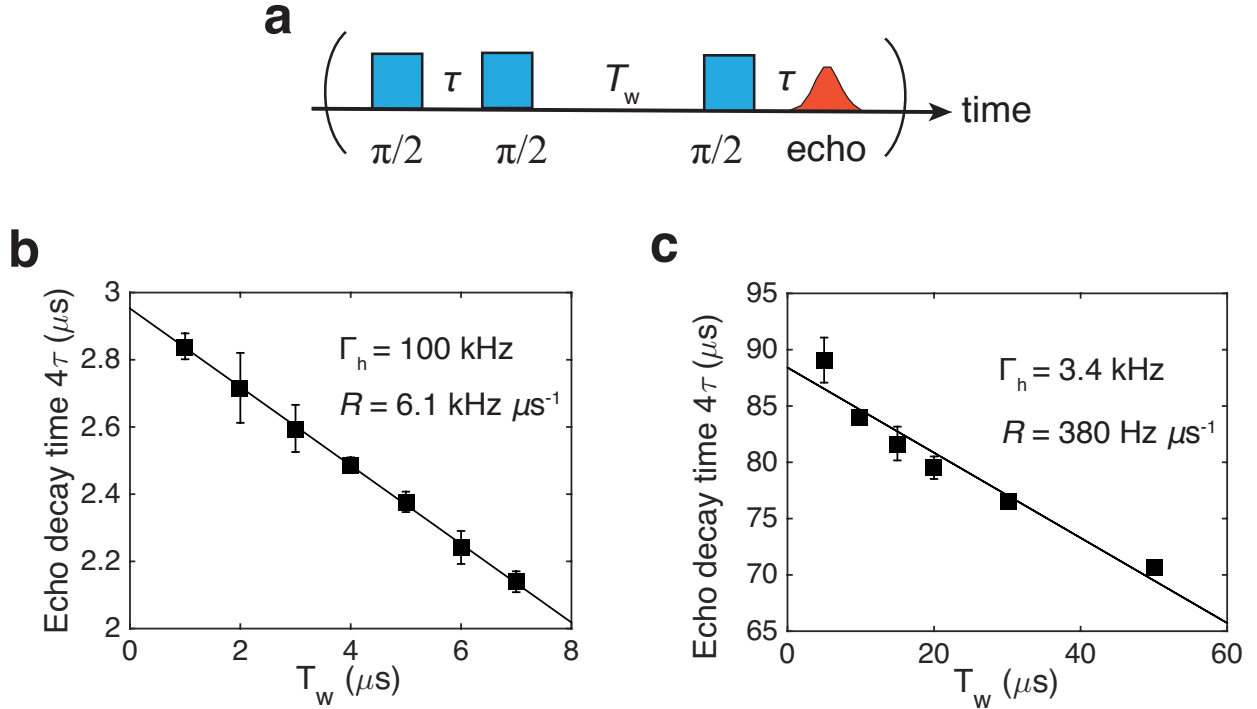 a
τ
T_w
τ
time
π/2
π/2
π/2
echo
b
Echo decay time 4τ (μs)
3
2.8
2.6
2.4
2.2
2
Γ_h = 100 kHz
R = 6.1 kHz μs⁻¹
0
2
4
6
8
T_w (μs)
c
Echo decay time 4τ (μs)
95
90
85
80
75
70
65
Γ_h = 3.4 kHz
R = 380 Hz μs⁻¹
0
20
40
60
T_w (μs)